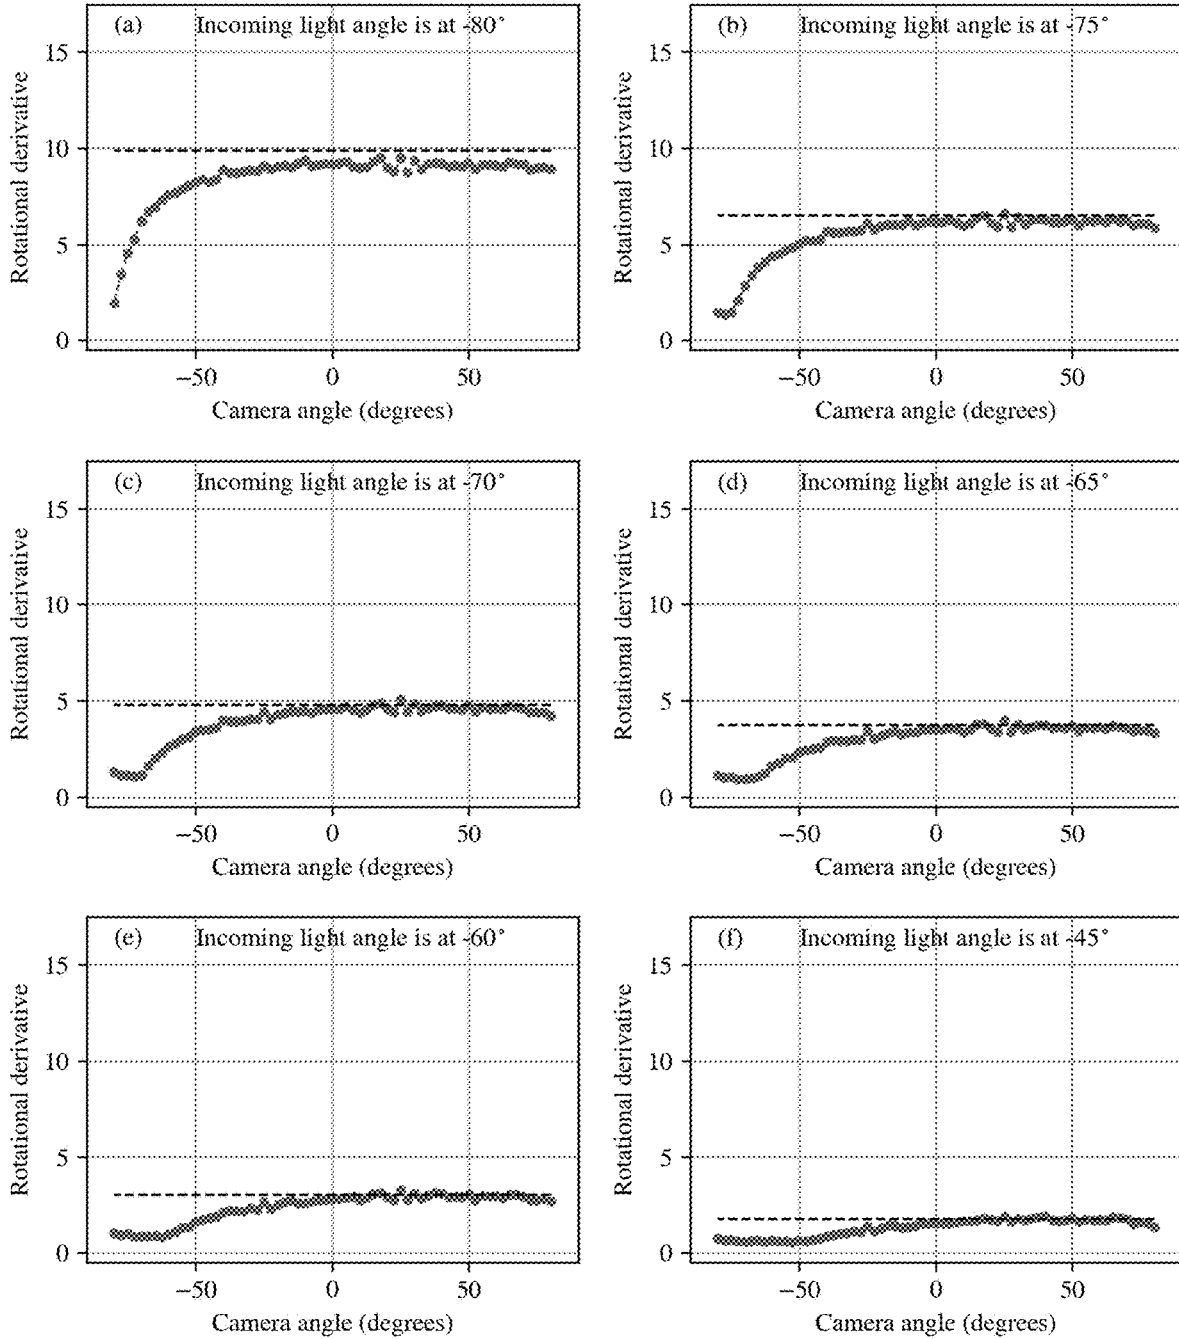 (a) Incoming light angle is at -80°
15
10
5
0
Rotational derivative
−50 0 50
Camera angle (degrees)
(b) Incoming light angle is at -75°
15
10
5
0
Rotational derivative
−50 0 50
Camera angle (degrees)
(c) Incoming light angle is at -70°
15
10
5
0
Rotational derivative
−50 0 50
Camera angle (degrees)
(d) Incoming light angle is at -65°
15
10
5
0
Rotational derivative
−50 0 50
Camera angle (degrees)
(e) Incoming light angle is at -60°
15
10
5
0
Rotational derivative
−50 0 50
Camera angle (degrees)
(f) Incoming light angle is at -45°
15
10
5
0
Rotational derivative
−50 0 50
Camera angle (degrees)